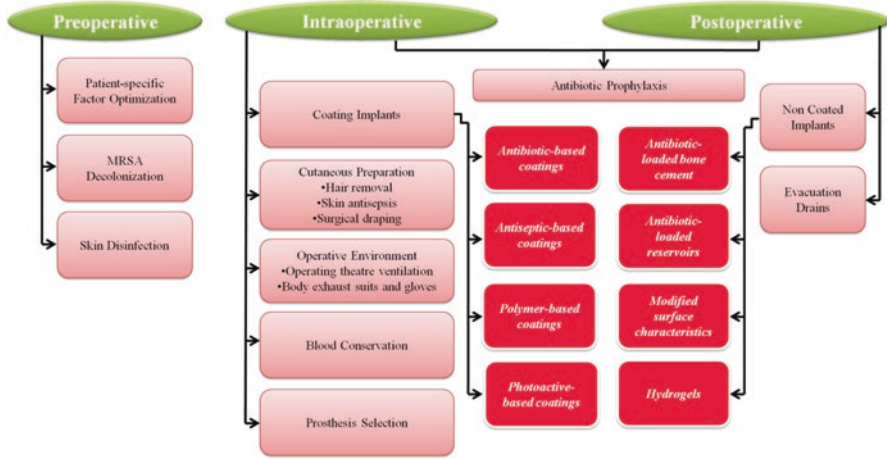 Preoperative
Patient-specific
Factor Optimization
MRSA
Decolonization
Skin Disinfection
Intraoperative
Coating Implants
Cutaneous Preparation
•Hair removal
•Skin antisepsis
•Surgical draping
Operative Environment
•Operating theatre ventilation
•Body exhaust suits and gloves
Blood Conservation
Prosthesis Selection
Antibiotic Prophylaxis
Antibiotic-based
coatings
Antiseptic-based
coatings
Polymer-based
coatings
Photoactive-
based coatings
Antibiotic-
loaded bone
cement
Antibiotic-
loaded
reservoirs
Modified
surface
characteristics
Hydrogels
Postoperative
Non Coated
Implants
Evacuation
Drains